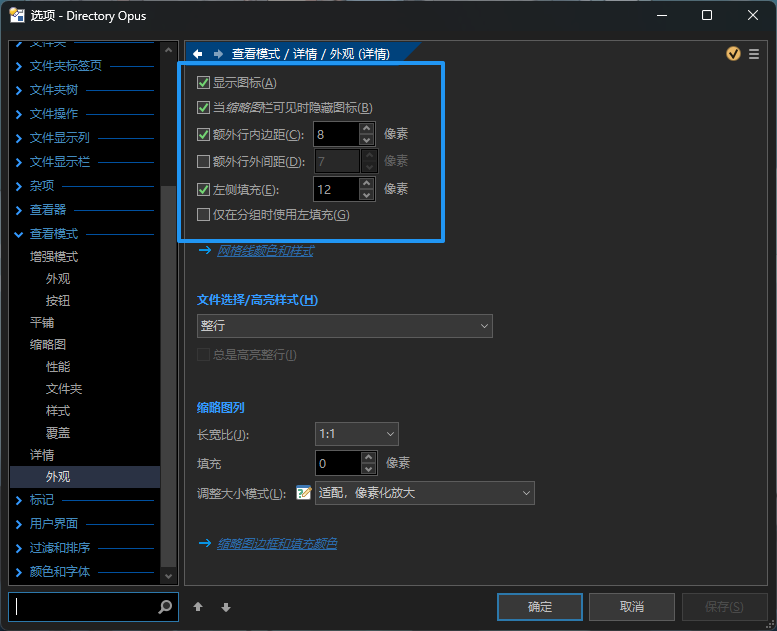 选项 - Directory Opus
文件夹
文件夹标签页
文件夹树
文件操作
文件显示列
文件显示栏
杂项
查看器
查看模式
增强模式
外观
按钮
平铺
缩略图
性能
文件夹
样式
覆盖
详情
外观
标记
用户界面
过滤和排序
颜色和字体
查看模式 / 详情 / 外观 (详情)
显示图标(A)
当缩略图栏可见时隐藏图标(B)
额外行内边距(C): 8 像素
额外行外间距(D): 7 像素
左侧填充(E): 12 像素
仅在分组时使用左填充(G)
网格线颜色和样式
文件选择/高亮样式(H)
整行
总是高亮整行(I)
缩略图列
长宽比(J): 1:1
填充 0 像素
调整大小模式(L): 适配，像素化放大
缩略图边框和填充颜色
确定 取消 保存(S)